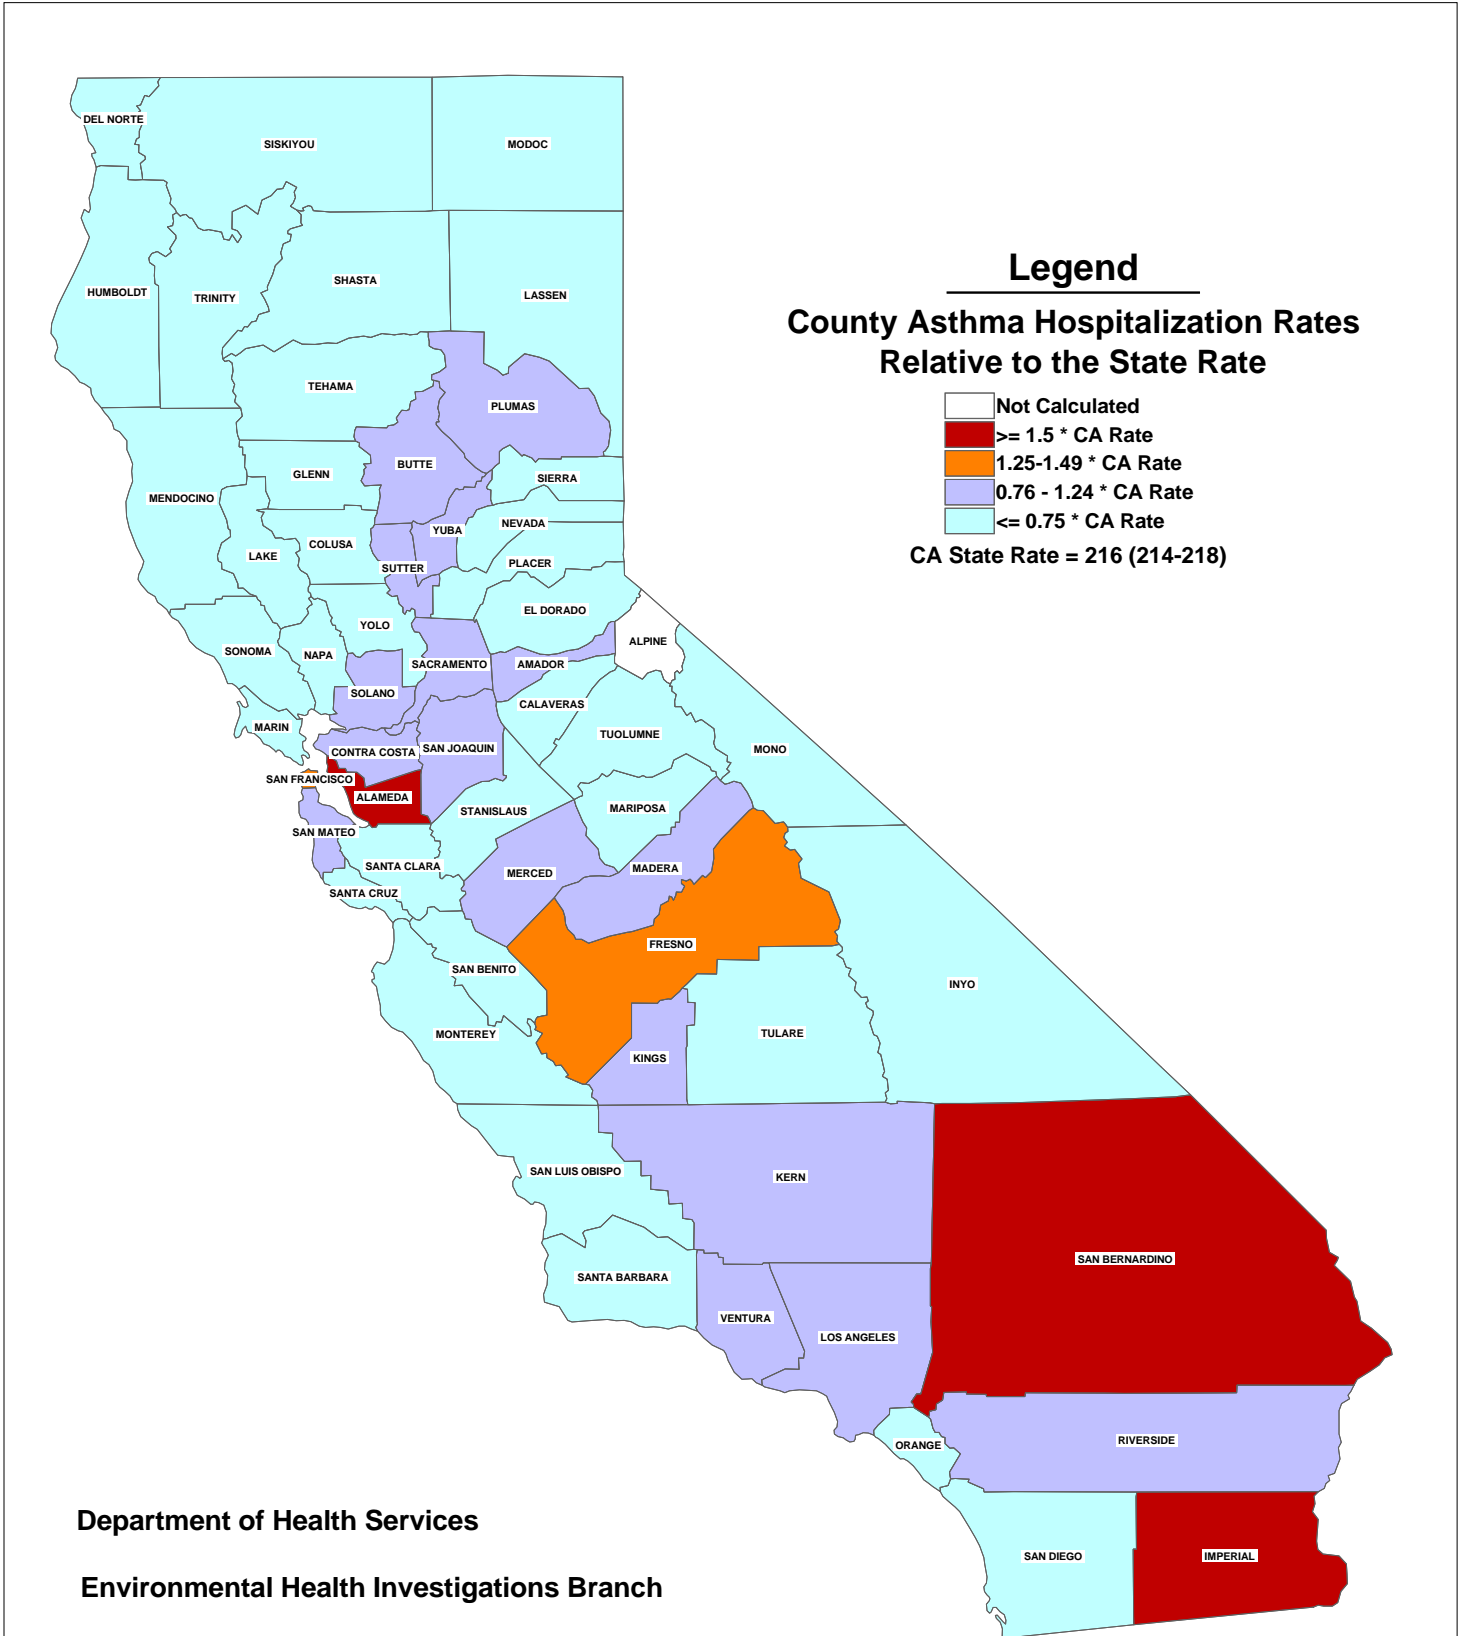 DEL NORTE
SISKIYOU
MODOC
HUMBOLDT
TRINITY
SHASTA
LASSEN
Legend
County Asthma Hospitalization Rates
Relative to the State Rate
Not Calculated
>= 1.5 * CA Rate
1.25-1.49 * CA Rate
0.76 - 1.24 * CA Rate
<= 0.75 * CA Rate
CA State Rate = 216 (214-218)
TEHAMA
PLUMAS
BUTTE
GLENN
SIERRA
MENDOCINO
NEVADA
YUBA
COLUSA
LAKE
SUTTER
PLACER
EL DORADO
YOLO
ALPINE
SONOMA
NAPA
SACRAMENTO
AMADOR
SOLANO
CALAVERAS
MARIN
TUOLUMNE
CONTRA COSTA
SAN JOAQUIN
MONO
SAN FRANCISCO
ALAMEDA
STANISLAUS
MARIPOSA
SAN MATEO
SANTA CLARA
MERCED
MADERA
SANTA CRUZ
FRESNO
SAN BENITO
INYO
MONTEREY
TULARE
KINGS
SAN LUIS OBISPO
KERN
SAN BERNARDINO
SANTA BARBARA
VENTURA
LOS ANGELES
ORANGE
RIVERSIDE
SAN DIEGO
IMPERIAL
Department of Health Services
Environmental Health Investigations Branch